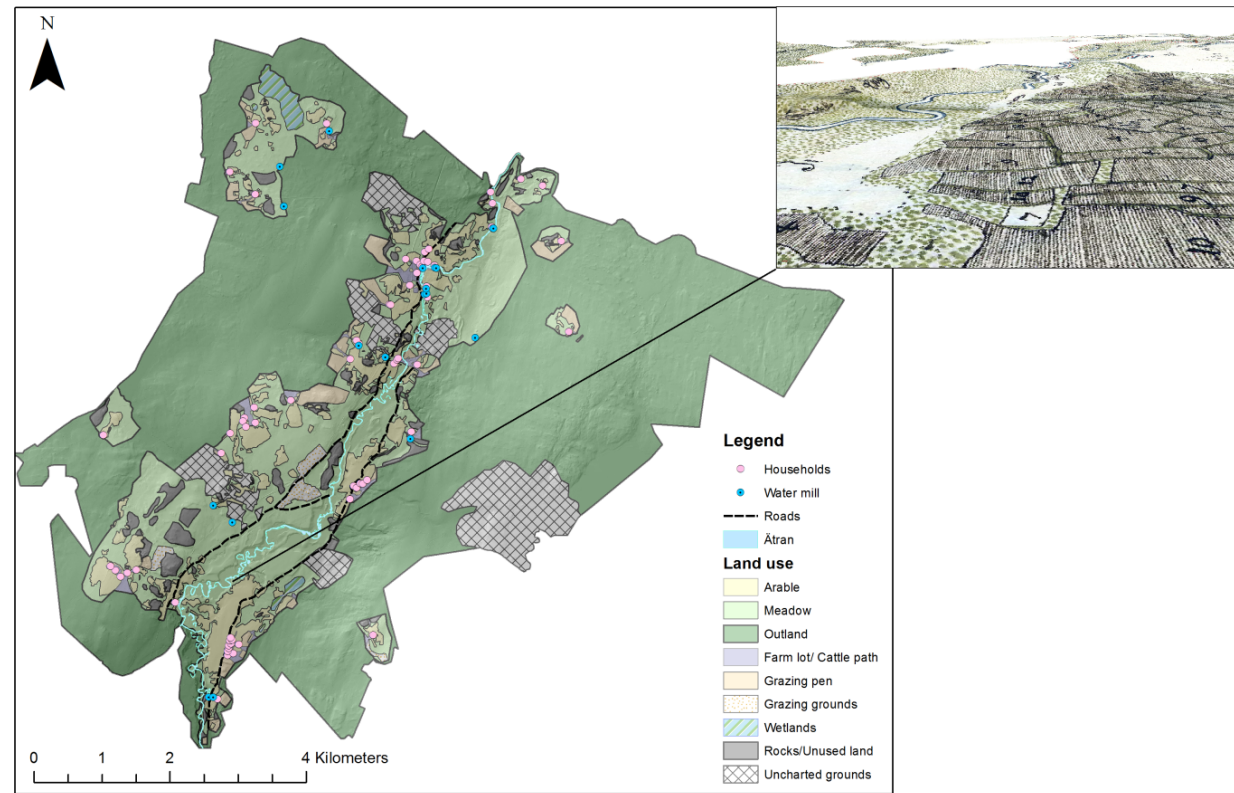 N
Legend
Households
Water mill
Roads
Ätran
Land use
Arable
Meadow
Outland
Farm lot/ Cattle path
Grazing pen
Grazing grounds
Wetlands
Rocks/Unused land
Uncharted grounds
0 1 2 4 Kilometers